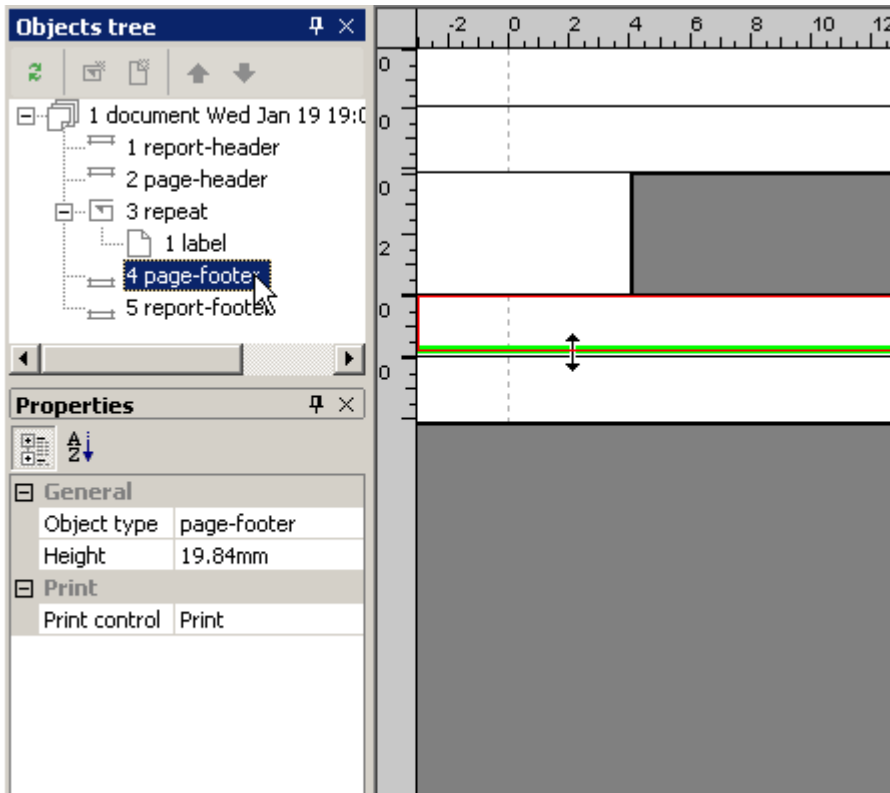 Objects tree
-2 0 2 4 6 8 10 12
0
1 document Wed Jan 19 19:0
0
1 report-header
2 page-header
0
3 repeat
1 label
2
4 page-footer
5 report-footer
0
0
Properties
A
Z
General
Object type page-footer
Height 19.84mm
Print
Print control Print